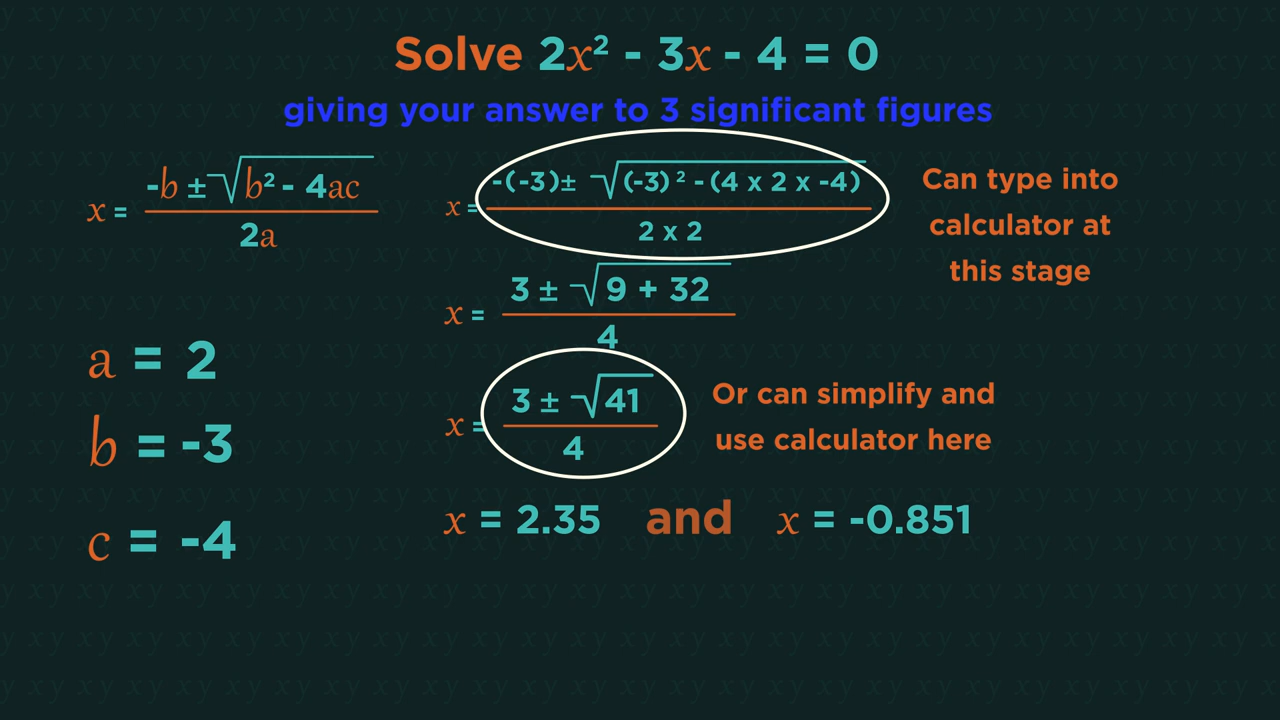 Solve 2x² - 3x - 4 = 0
giving your answer to 3 significant figures
x = -b ± √b² - 4ac / 2a
x = -(-3)± √(-3)² -(4 x 2 x -4) / 2 x 2
Can type into
calculator at
this stage
x = 3 ± √9 + 32 / 4
a = 2
b = -3
c = -4
x = 3 ± √41 / 4
Or can simplify and
use calculator here
x = 2.35 and x = -0.851